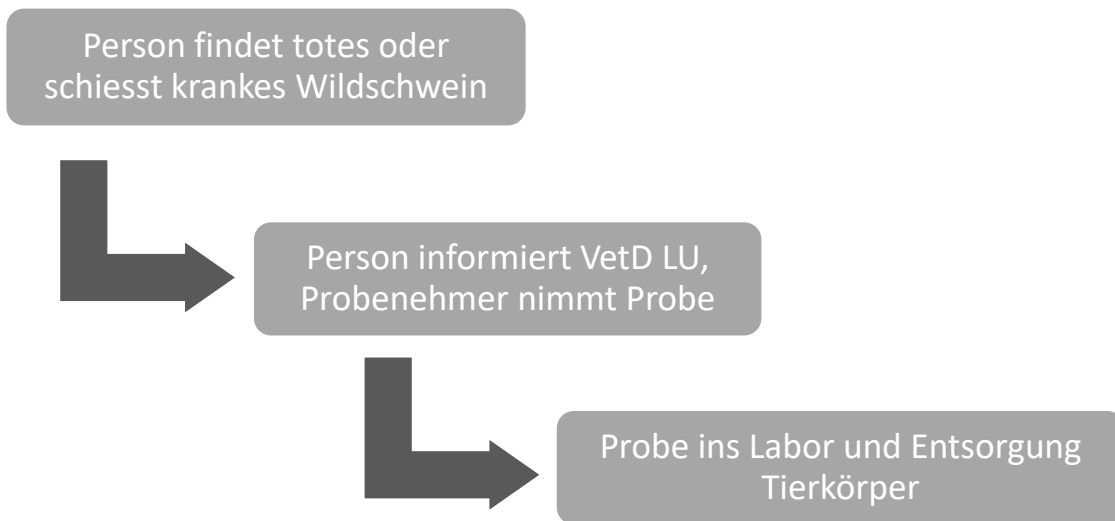 Person findet totes oder
schiesst krankes Wildschwein
Person informiert VetD LU,
Probenehmer nimmt Probe
Probe ins Labor und Entsorgung
Tierkörper